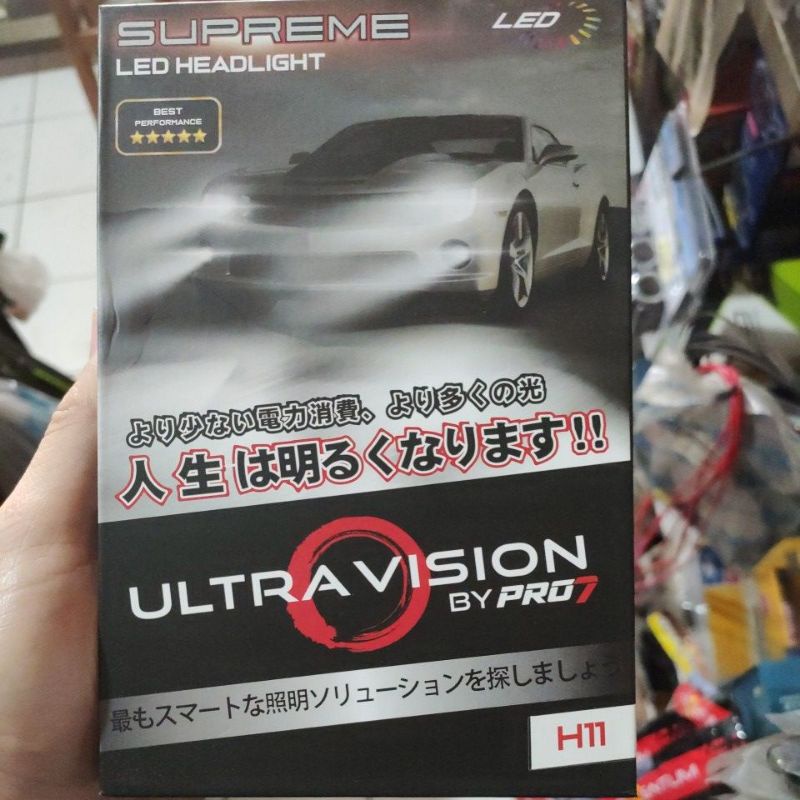 SUPREME
LED
LED HEADLIGHT
BEST
PERFORMANCE
より少ない電力消費、より多くの光
人生は明るくなります!!
ULTRA VISION
BY PRO7
最もスマートな照明ソリューションを探しましょう
H11